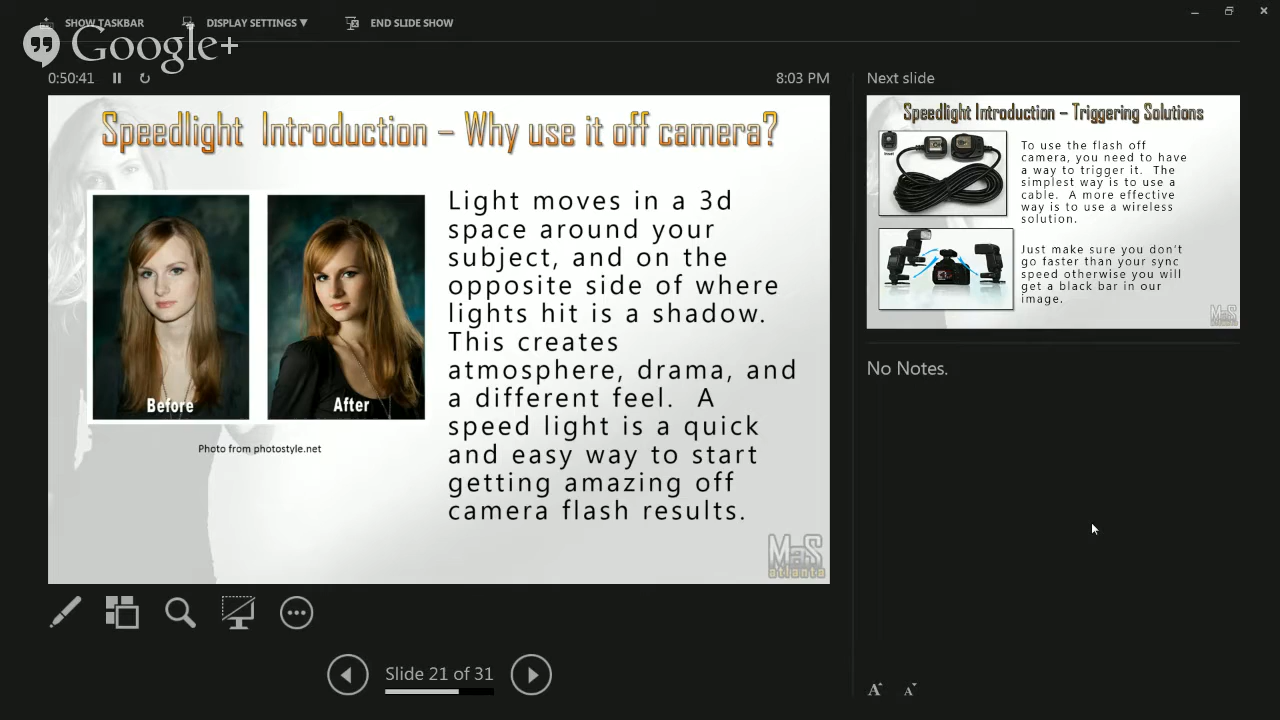 SHOW TASKBAR
DISPLAY SETTINGS ▼
END SLIDE SHOW
Google+
0:50:41
8:03 PM
Next slide
Speedlight Introduction – Why use it off camera?
Before
After
Photo from photostyle.net
Light moves in a 3d
space around your
subject, and on the
opposite side of where
lights hit is a shadow.
This creates
atmosphere, drama, and
a different feel. A
speed light is a quick
and easy way to start
getting amazing off
camera flash results.
MaS
atlanta
Speedlight Introduction – Triggering Solutions
To use the flash off
camera, you need to have
a way to trigger it. The
simplest way is to use a
cable. A more effective
way is to use a wireless
solution.
Just make sure you don't
go faster than your sync
speed otherwise you will
get a black bar in our
image.
MaS
atlanta
No Notes.
Slide 21 of 31
A
A